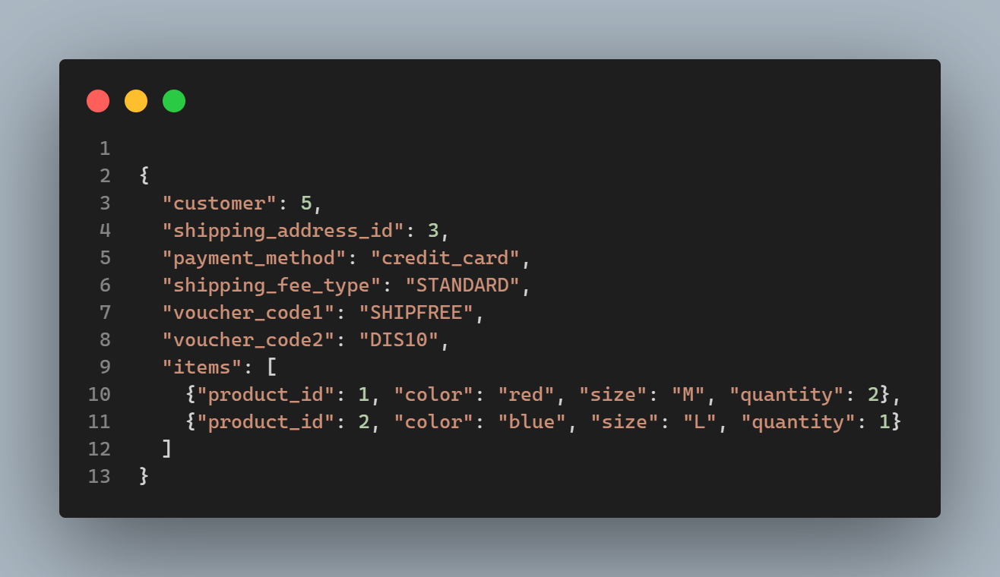 1
2 {
3   "customer": 5,
4   "shipping_address_id": 3,
5   "payment_method": "credit_card",
6   "shipping_fee_type": "STANDARD",
7   "voucher_code1": "SHIPFREE",
8   "voucher_code2": "DIS10",
9   "items": [
10     {"product_id": 1, "color": "red", "size": "M", "quantity": 2},
11     {"product_id": 2, "color": "blue", "size": "L", "quantity": 1}
12   ]
13 }